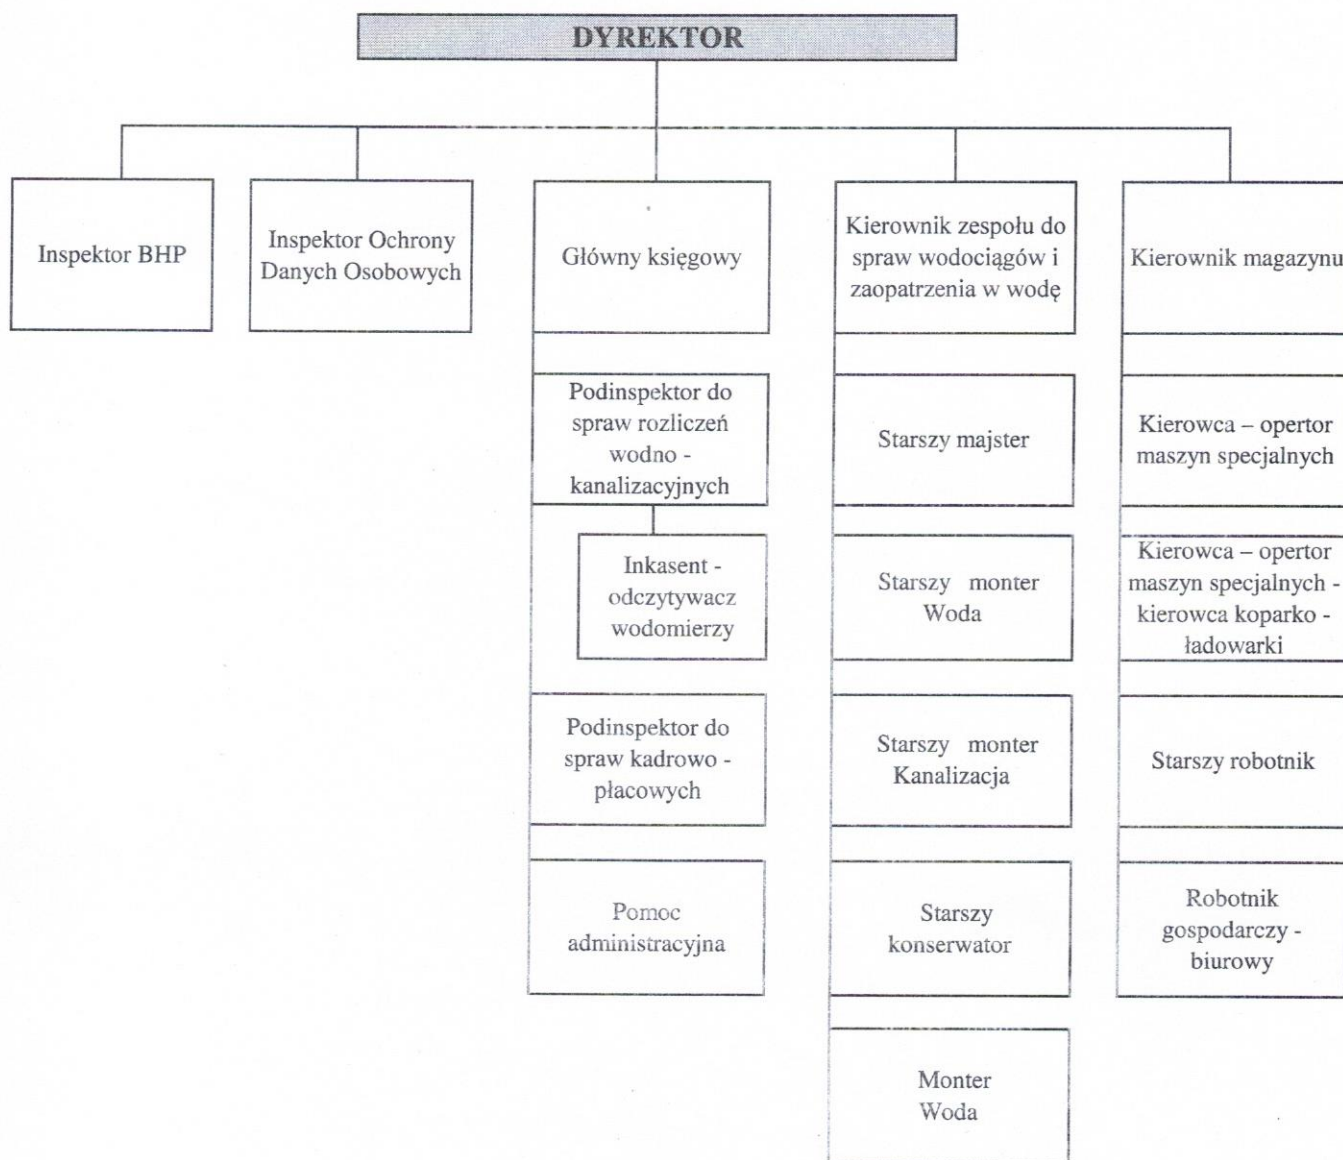 DYREKTOR
Inspektor BHP
Inspektor Ochrony
Danych Osobowych
Główny księgowy
Kierownik zespołu do
spraw wodociągów i
zaopatrzenia w wodę
Kierownik magazynu
Podinspektor do
spraw rozliczeń
wodno -
kanalizacyjnych
Inkasent -
odczytywacz
wodomierzy
Podinspektor do
spraw kadrowo -
płacowych
Pomoc
administracyjna
Starszy majster
Starszy monter
Woda
Starszy monter
Kanalizacja
Starszy
konserwator
Monter
Woda
Kierowca – opertor
maszyn specjalnych
Kierowca – opertor
maszyn specjalnych -
kierowca koparko -
ładowarki
Starszy robotnik
Robotnik
gospodarczy -
biurowy